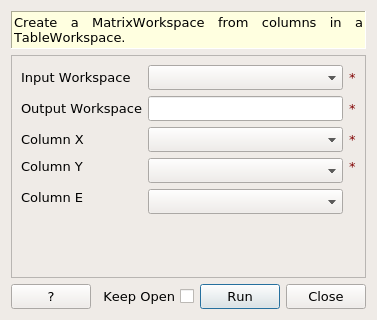 Create a MatrixWorkspace from columns in a
TableWorkspace.
Input Workspace *
Output Workspace *
Column X *
Column Y *
Column E
? Keep Open Run Close